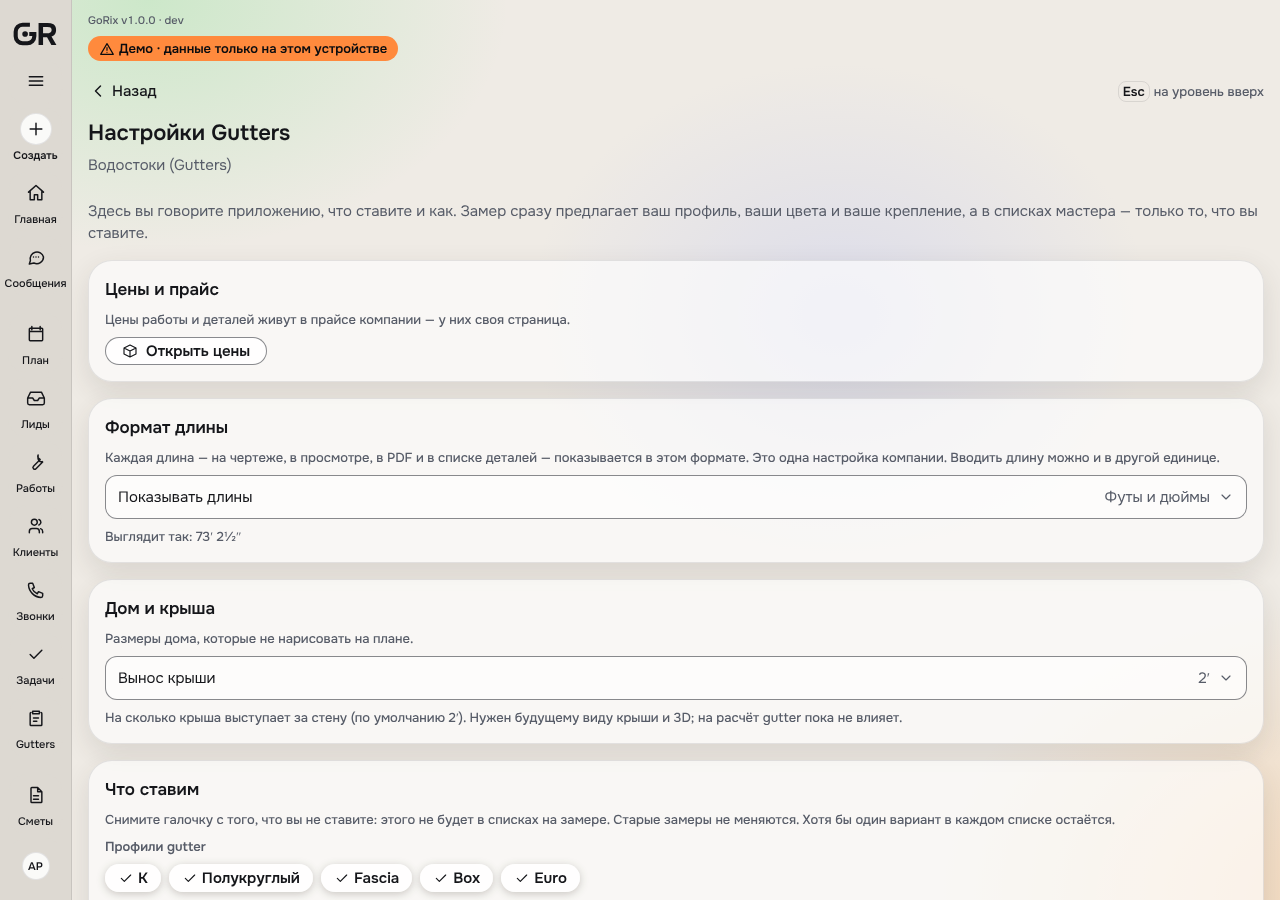 GR
GoRix v1.0.0 · dev
Демо · данные только на этом устройстве
Назад
Esc на уровень вверх
Создать
Главная
Сообщения
План
Лиды
Работы
Клиенты
Звонки
Задачи
Gutters
Сметы
AP
Настройки Gutters
Водостоки (Gutters)
Здесь вы говорите приложению, что ставите и как. Замер сразу предлагает ваш профиль, ваши цвета и ваше крепление, а в списках мастера — только то, что вы
ставите.
Цены и прайс
Цены работы и деталей живут в прайсе компании — у них своя страница.
Открыть цены
Формат длины
Каждая длина — на чертеже, в просмотре, в PDF и в списке деталей — показывается в этом формате. Это одна настройка компании. Вводить длину можно и в другой единице.
Показывать длины Футы и дюймы
Выглядит так: 73′ 2½″
Дом и крыша
Размеры дома, которые не нарисовать на плане.
Вынос крыши 2′
На сколько крыша выступает за стену (по умолчанию 2′). Нужен будущему виду крыши и 3D; на расчёт gutter пока не влияет.
Что ставим
Снимите галочку с того, что вы не ставите: этого не будет в списках на замере. Старые замеры не меняются. Хотя бы один вариант в каждом списке остаётся.
Профили gutter
K Полукруглый Fascia Box Euro